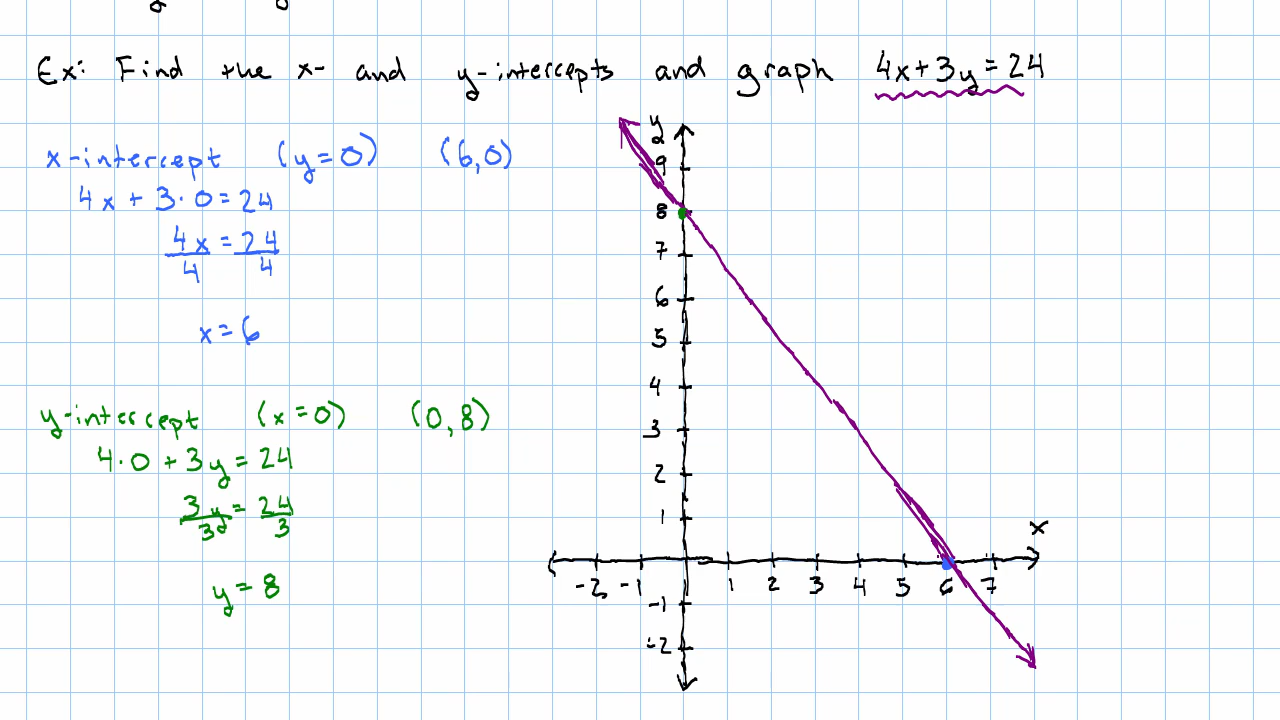 Ex: Find the x- and y-intercepts and graph 4x+3y=24
x-intercept (y=0) (6,0)
4x + 3·0=24
4x = 24
4 4
x=6
y-intercept (x=0) (0,8)
4·0 + 3y = 24
3y = 24
3 3
y=8
y
9
8
7
6
5
4
3
2
1
x
-2 -1 1 2 3 4 5 6 7
-1
-2